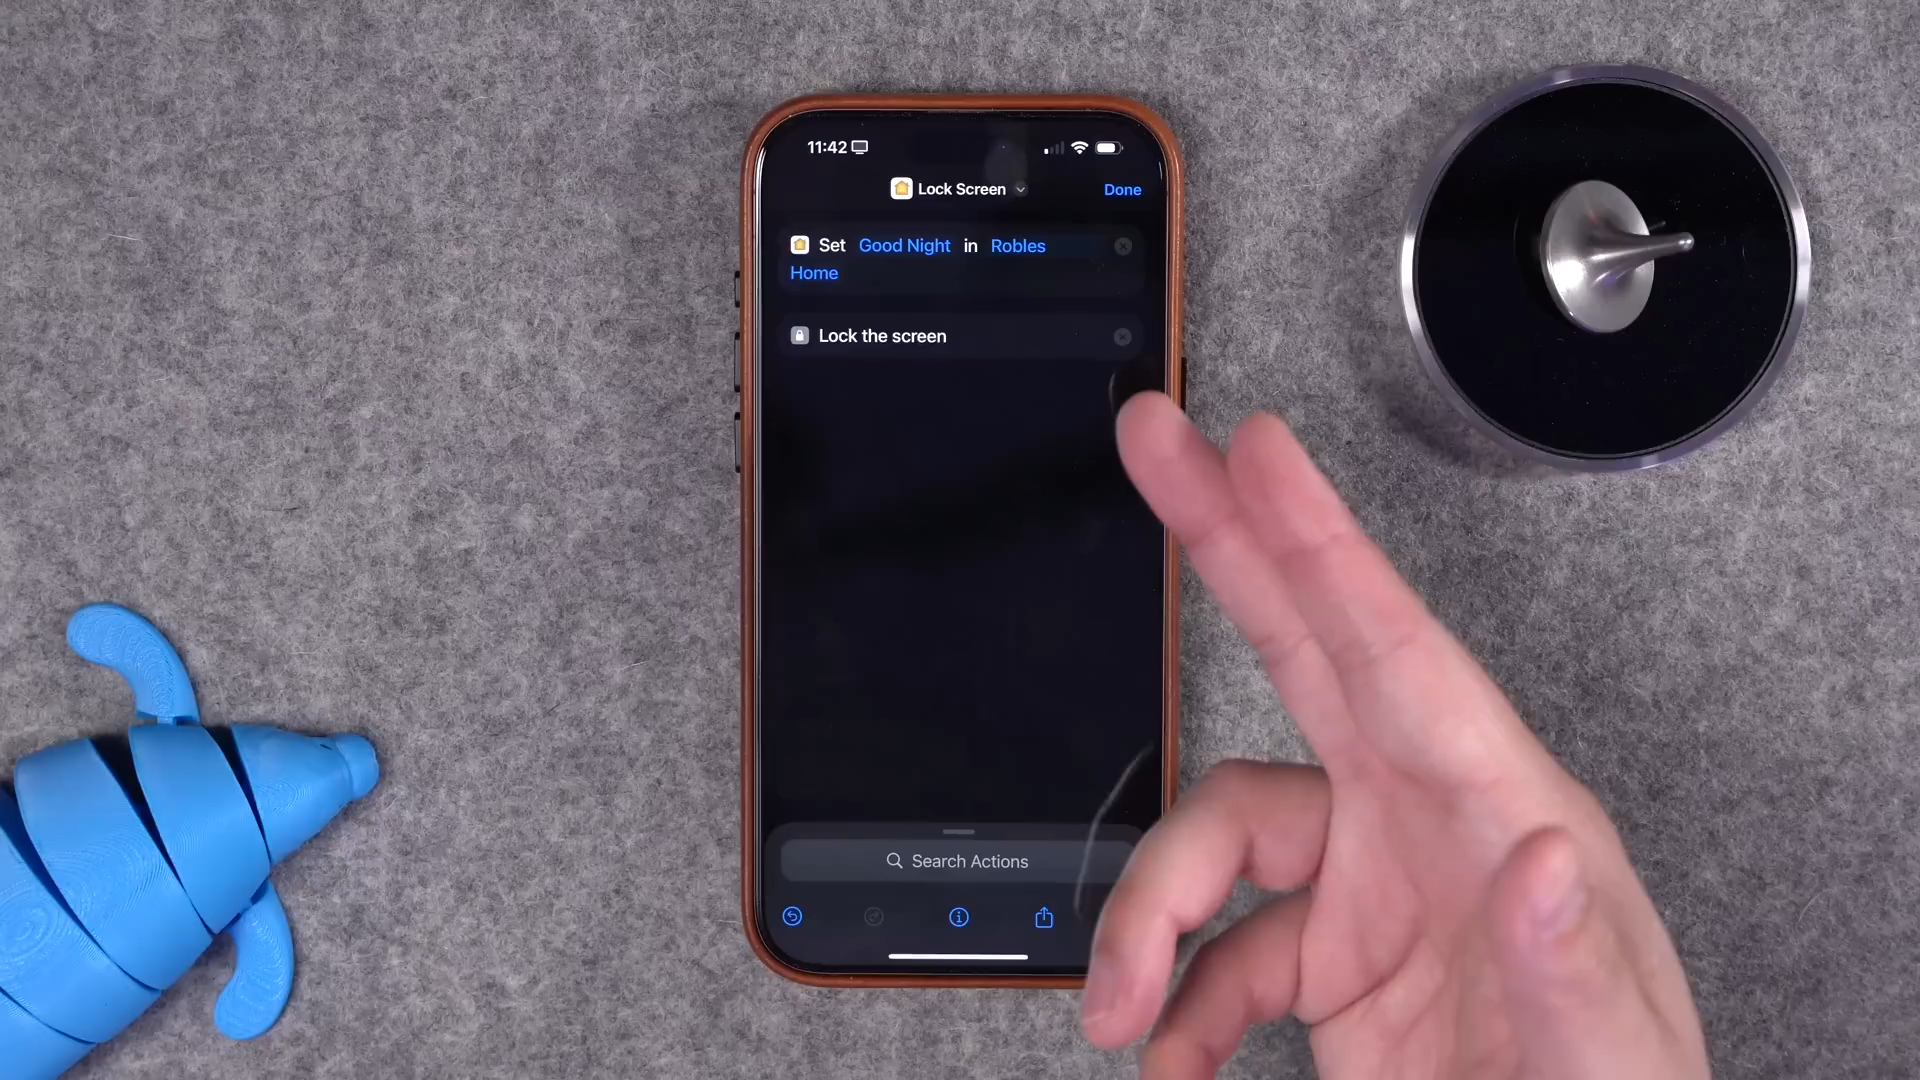 11:42
Lock Screen
Done
Set Good Night in Robles
Home
Lock the screen
Search Actions